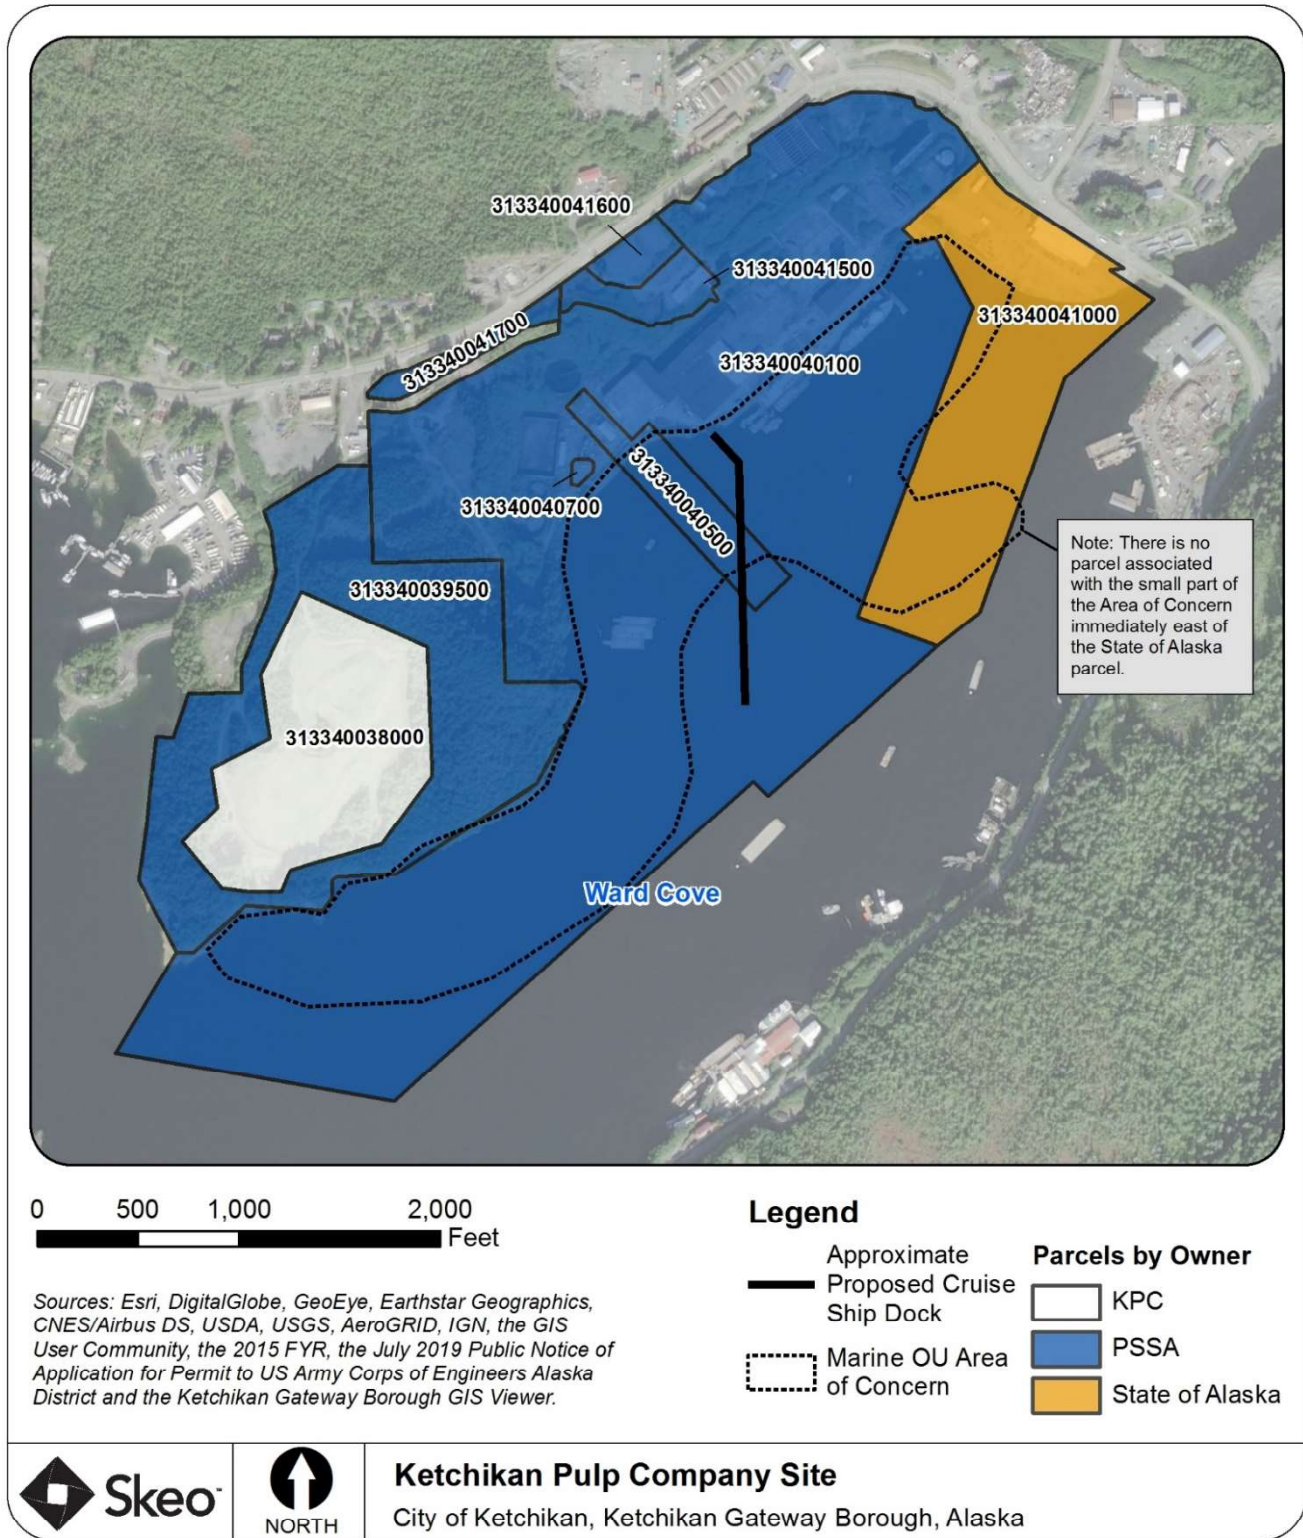 313340041600
313340041500
313340041700
313340041000
313340040100
313340040500
313340040700
Note: There is no
parcel associated
with the small part of
the Area of Concern
immediately east of
the State of Alaska
parcel.
313340039500
313340038000
Ward Cove
0 500 1,000 2,000
Feet
Sources: Esri, DigitalGlobe, GeoEye, Earthstar Geographics,
CNES/Airbus DS, USDA, USGS, AeroGRID, IGN, the GIS
User Community, the 2015 FYR, the July 2019 Public Notice of
Application for Permit to US Army Corps of Engineers Alaska
District and the Ketchikan Gateway Borough GIS Viewer.
Legend
Approximate
Proposed Cruise
Ship Dock
Marine OU Area
of Concern
Parcels by Owner
KPC
PSSA
State of Alaska
Skeo
NORTH
Ketchikan Pulp Company Site
City of Ketchikan, Ketchikan Gateway Borough, Alaska